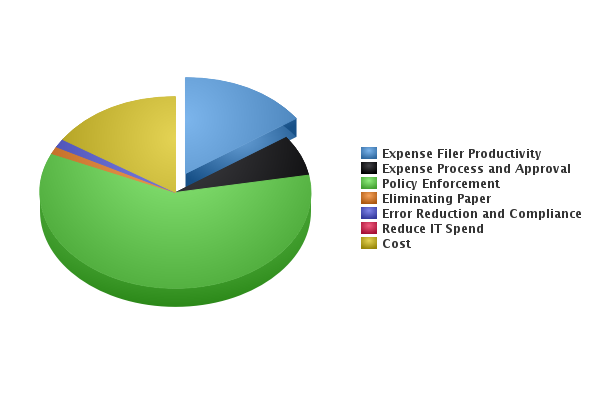 Expense Filer Productivity
Expense Process and Approval
Policy Enforcement
Eliminating Paper
Error Reduction and Compliance
Reduce IT Spend
Cost